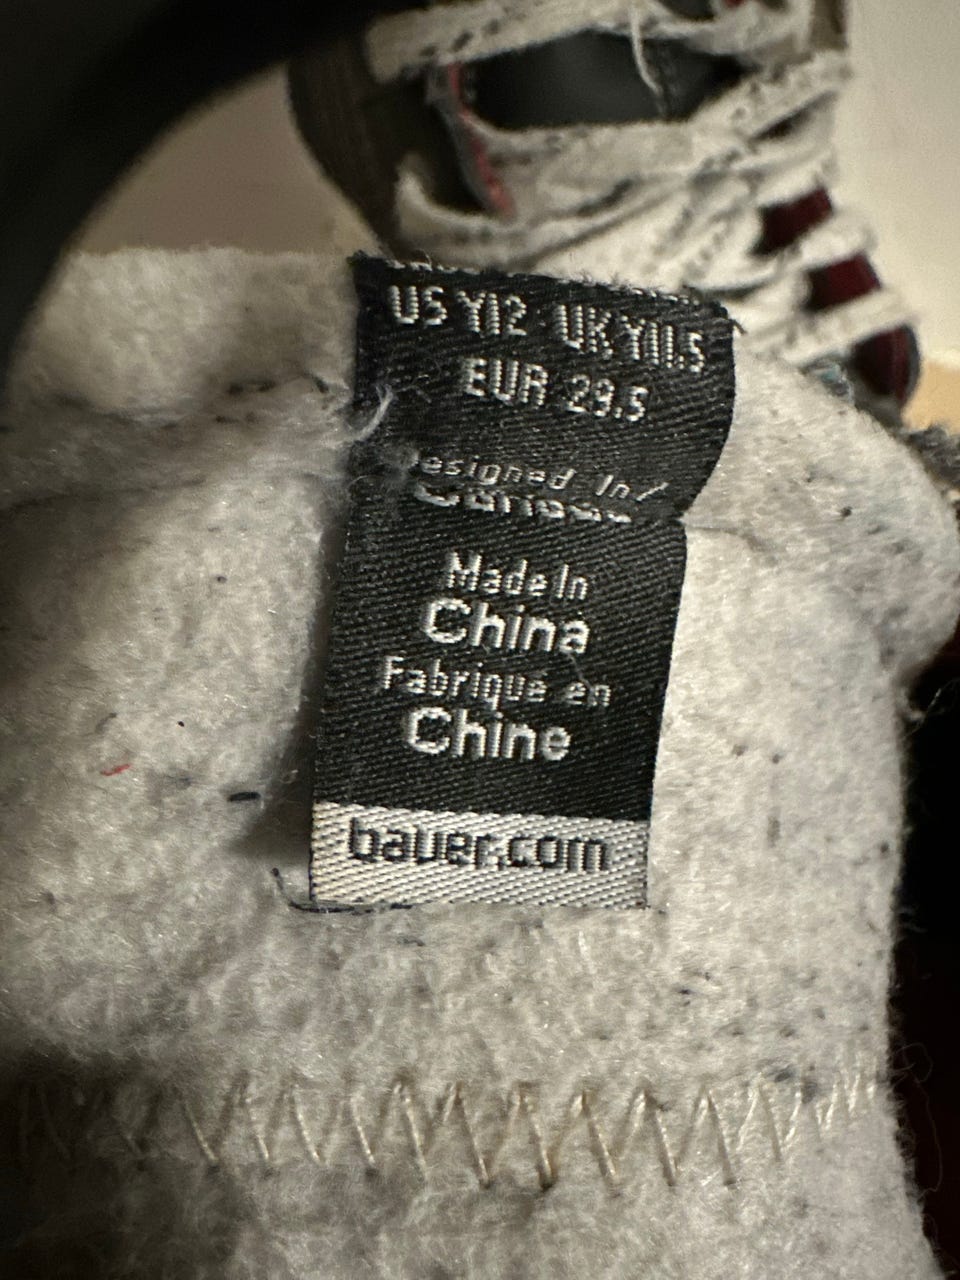 US Y12 UK Y11.5
EUR 29.5
esigned In/
Made In
China
Fabriqué en
Chine
bauer.com